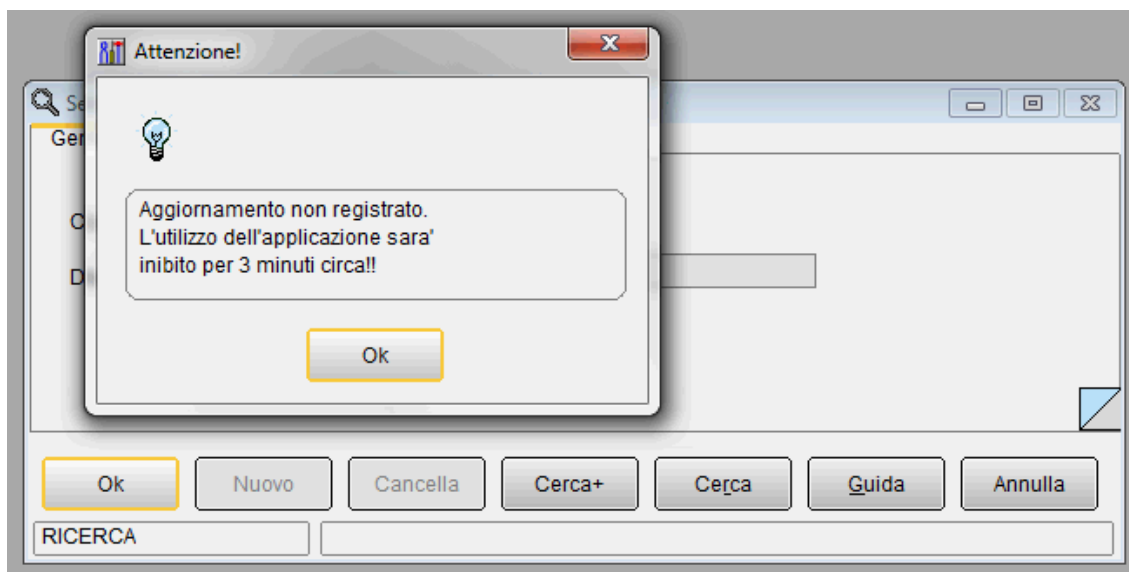 Attenzione!
Aggiornamento non registrato.
L'utilizzo dell'applicazione sara'
inibito per 3 minuti circa!!
Ok
Ok
Nuovo
Cancella
Cerca+
Cerca
Guida
Annulla
RICERCA